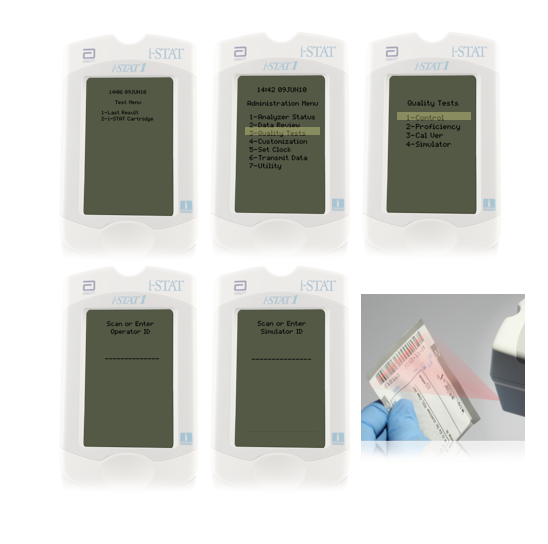 i-STAT
i-STAT 1
14:06 09JUN10
Test Menu
1-Last Result
2-i-STAT Cartridge
i
i-STAT
i-STAT 1
14:42 09JUN10
Administration Menu
1-Analyzer Status
2-Data Review
3-Quality Tests
4-Customization
5-Set Clock
6-Transmit Data
7-Utility
i
i-STAT
i-STAT 1
Quality Tests
1-Control
2-Proficiency
3-Cal Ver
4-Simulator
i
i-STAT
i-STAT 1
Scan or Enter
Operator ID
i
i-STAT
i-STAT 1
Scan or Enter
Simulator ID
i